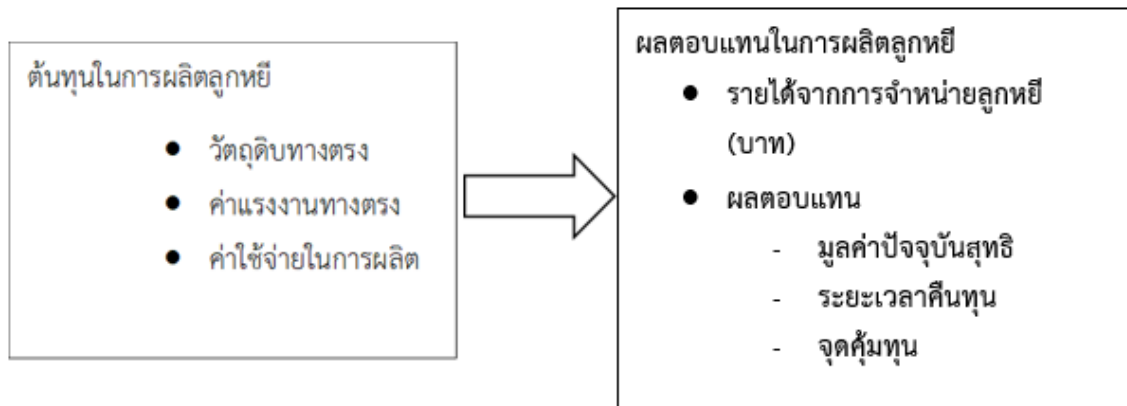 ต้นทุนในการผลิตลูกหยี
● วัตถุดิบทางตรง
● ค่าแรงงานทางตรง
● ค่าใช้จ่ายในการผลิต
ผลตอบแทนในการผลิตลูกหยี
● รายได้จากการจำหน่ายลูกหยี
(บาท)
● ผลตอบแทน
- มูลค่าปัจจุบันสุทธิ
- ระยะเวลาคืนทุน
- จุดคุ้มทุน